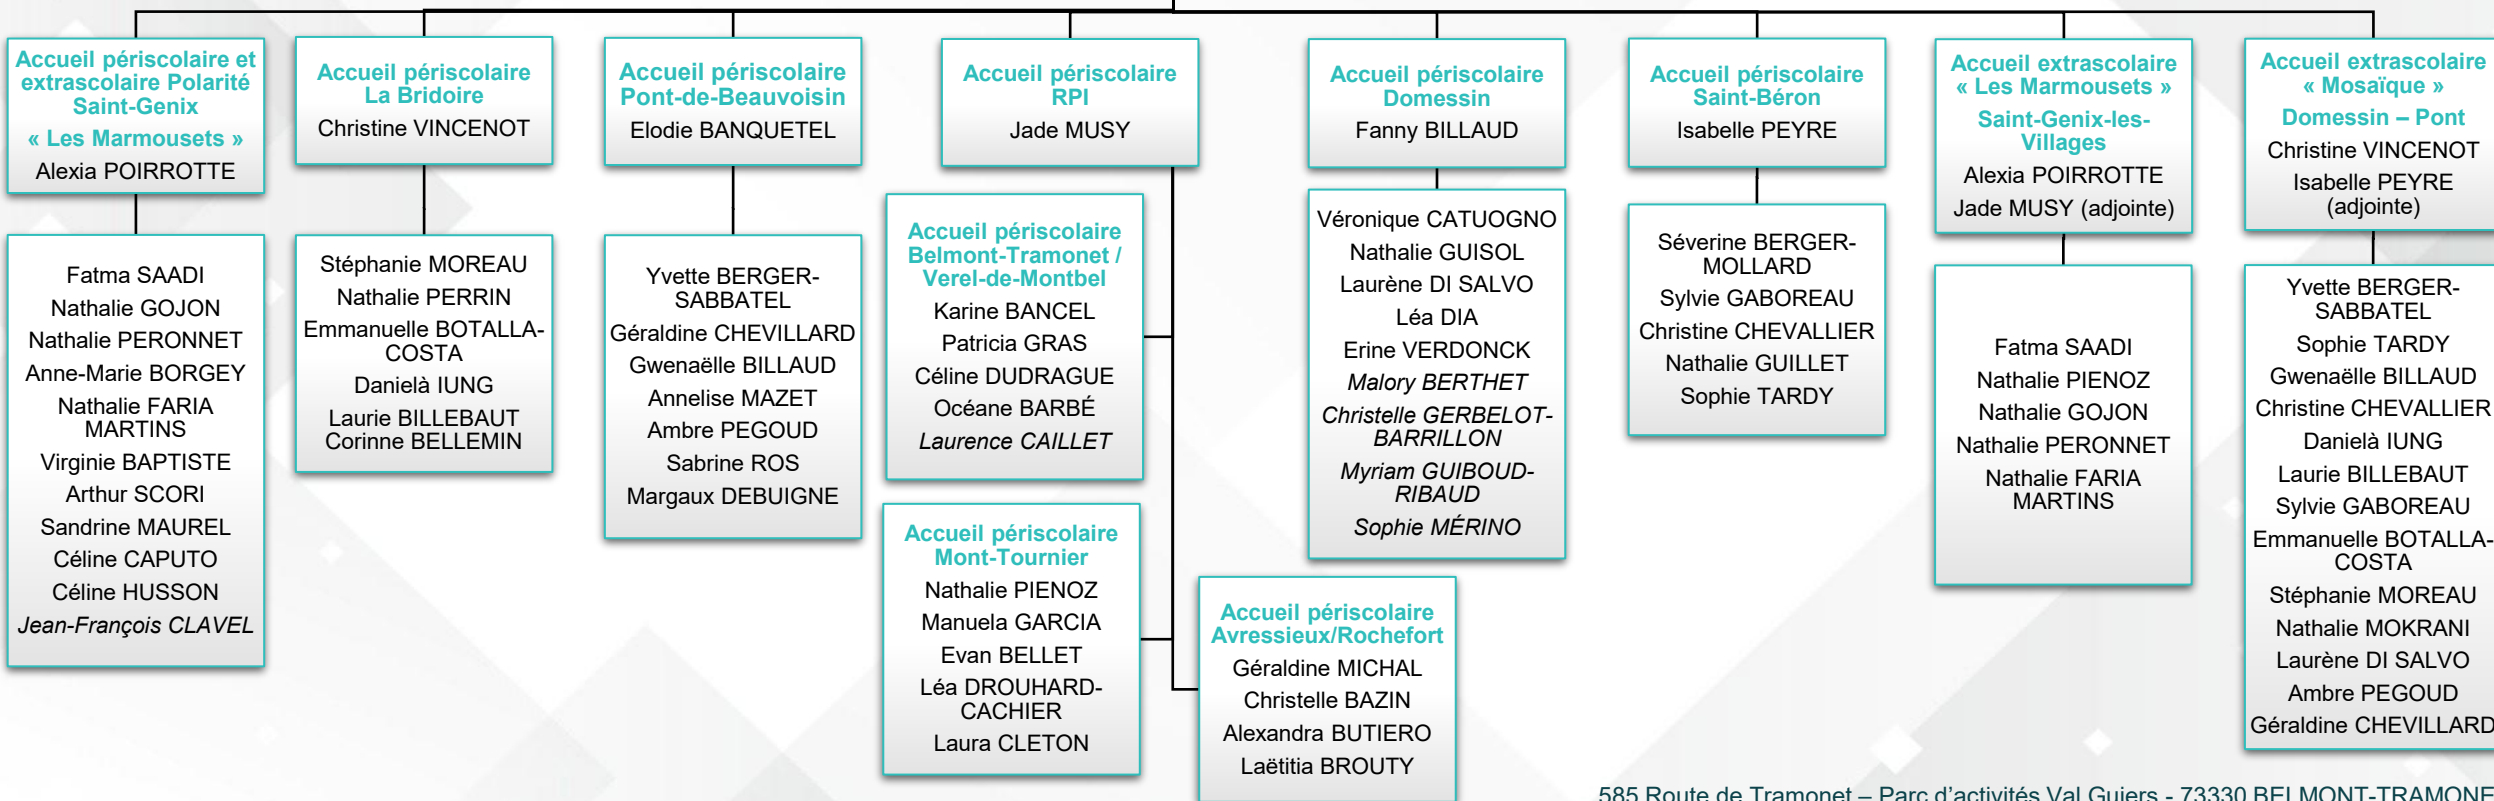 Accueil périscolaire et
extrascolaire Polarité
Saint-Genix
« Les Marmousets »
Alexia POIRROTTE
Fatma SAADI
Nathalie GOJON
Nathalie PERONNET
Anne-Marie BORGEY
Nathalie FARIA
MARTINS
Virginie BAPTISTE
Arthur SCORI
Sandrine MAUREL
Céline CAPUTO
Céline HUSSON
Jean-François CLAVEL
Accueil périscolaire
La Bridoire
Christine VINCENOT
Stéphanie MOREAU
Nathalie PERRIN
Emmanuelle BOTALLA-
COSTA
Danielà IUNG
Laurie BILLEBAUT
Corinne BELLEMIN
Accueil périscolaire
Pont-de-Beauvoisin
Elodie BANQUETEL
Yvette BERGER-
SABBATEL
Géraldine CHEVILLARD
Gwenaëlle BILLAUD
Annelise MAZET
Ambre PEGOUD
Sabrine ROS
Margaux DEBUIGNE
Accueil périscolaire
RPI
Jade MUSY
Accueil périscolaire
Belmont-Tramonet /
Verel-de-Montbel
Karine BANCEL
Patricia GRAS
Céline DUDRAGUE
Océane BARBÉ
Laurence CAILLET
Accueil périscolaire
Mont-Tournier
Nathalie PIENOZ
Manuela GARCIA
Evan BELLET
Léa DROUHARD-
CACHIER
Laura CLETON
Accueil périscolaire
Avressieux/Rochefort
Géraldine MICHAL
Christelle BAZIN
Alexandra BUTIERO
Laëtitia BROUTY
Accueil périscolaire
Domessin
Fanny BILLAUD
Véronique CATUOGNO
Nathalie GUISOL
Laurène DI SALVO
Léa DIA
Erine VERDONCK
Malory BERTHET
Christelle GERBELOT-
BARRILLON
Myriam GUIBOUD-
RIBAUD
Sophie MÉRINO
Accueil périscolaire
Saint-Béron
Isabelle PEYRE
Séverine BERGER-
MOLLARD
Sylvie GABOREAU
Christine CHEVALLIER
Nathalie GUILLET
Sophie TARDY
Accueil extrascolaire
« Les Marmousets »
Saint-Genix-les-
Villages
Alexia POIRROTTE
Jade MUSY (adjointe)
Fatma SAADI
Nathalie PIENOZ
Nathalie GOJON
Nathalie PERONNET
Nathalie FARIA
MARTINS
Accueil extrascolaire
« Mosaïque »
Domessin – Pont
Christine VINCENOT
Isabelle PEYRE
(adjointe)
Yvette BERGER-
SABBATEL
Sophie TARDY
Gwenaëlle BILLAUD
Christine CHEVALLIER
Danielà IUNG
Laurie BILLEBAUT
Sylvie GABOREAU
Emmanuelle BOTALLA-
COSTA
Stéphanie MOREAU
Nathalie MOKRANI
Laurène DI SALVO
Ambre PEGOUD
Géraldine CHEVILLARD
585 Route de Tramonet – Parc d'activités Val Guiers - 73330 BELMONT-TRAMONE